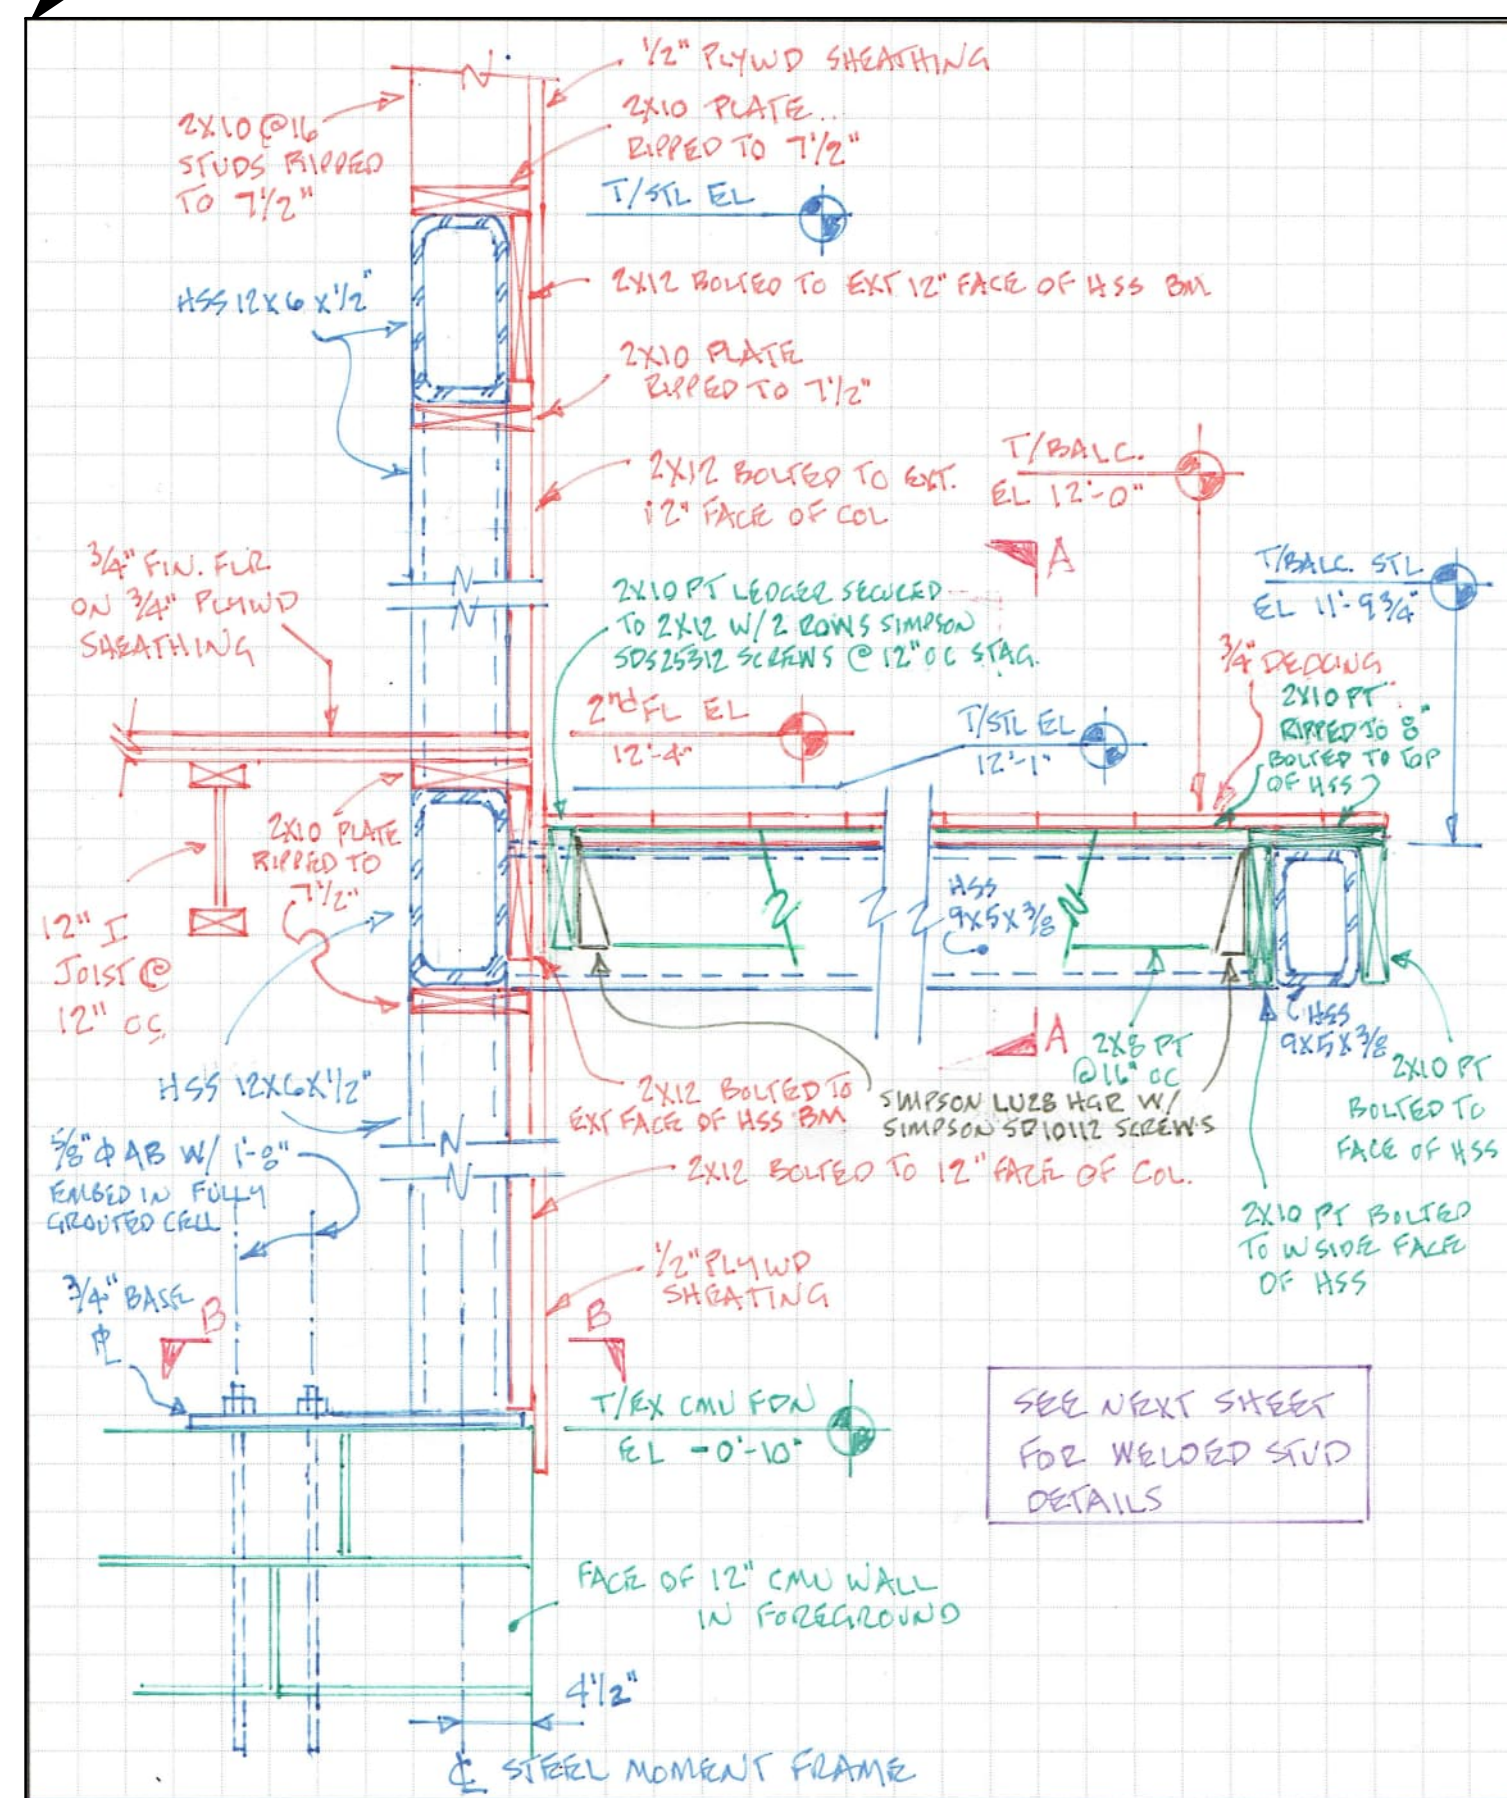 1/2" PLYWD SHEATHING
2X10 @ 16
STUDS RIPPED
TO 7 1/2"
2X10 PLATE
RIPPED TO 7 1/2"
T/STL EL
HSS 12X6X1/2"
2X12 BOLTED TO EXT 12" FACE OF HSS BM
2X10 PLATE
RIPPED TO 7 1/2"
2X12 BOLTED TO EXT.
12" FACE OF COL
T/BALC.
EL 12'-0"
A
3/4" FIN. FLR
ON 3/4" PLYWD
SHEATHING
2X10 PT LEDGER SECURED
TO 2X12 W/2 ROWS SIMPSON
SDS25312 SCREWS @ 12" OC STAG.
T/BALC. STL
EL 11'-9 3/4"
3/4" DECKING
2X10 PT
RIPPED TO 8"
BOLTED TO TOP
OF HSS
2nd FL EL
12'-4"
T/STL EL
12'-1"
2X10 PLATE
RIPPED TO
7 1/2"
12" I
JOIST @
12" OC
HSS
9X5X3/8
HSS
9X5X3/8
A
2X8 PT
@ 16" OC
2X10 PT
BOLTED TO
FACE OF HSS
HSS 12X6X1/2"
2X12 BOLTED TO
EXT FACE OF HSS BM
SIMPSON LU28 HGR W/
SIMPSON SD10112 SCREWS
5/8" Φ AB W/ 1'-8"
EMBED IN FULLY
GROUTED CELL
2X12 BOLTED TO 12" FACE OF COL.
2X10 PT BOLTED
TO INSIDE FACE
OF HSS
3/4" BASE
PL
B
1/2" PLYWD
SHEATING
B
T/EX CMU FDN
EL -0'-10"
SEE NEXT SHEET
FOR WELDED STUD
DETAILS
FACE OF 12" CMU WALL
IN FOREGROUND
4 1/2"
CL STEEL MOMENT FRAME